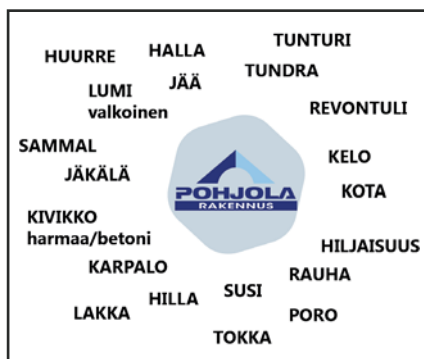 TUNTURI
HALLA
HUURRE
TUNDRA
JÄÄ
LUMI
valkoinen
REVONTULI
SAMMAL
KELO
JÄKÄLÄ
POHJOLA
RAKENNUS
KOTA
KIVIKKO
harmaa/betoni
HILJAISUUS
KARPALO
RAUHA
SUSI
HILLA
LAKKA
PORO
TOKKA